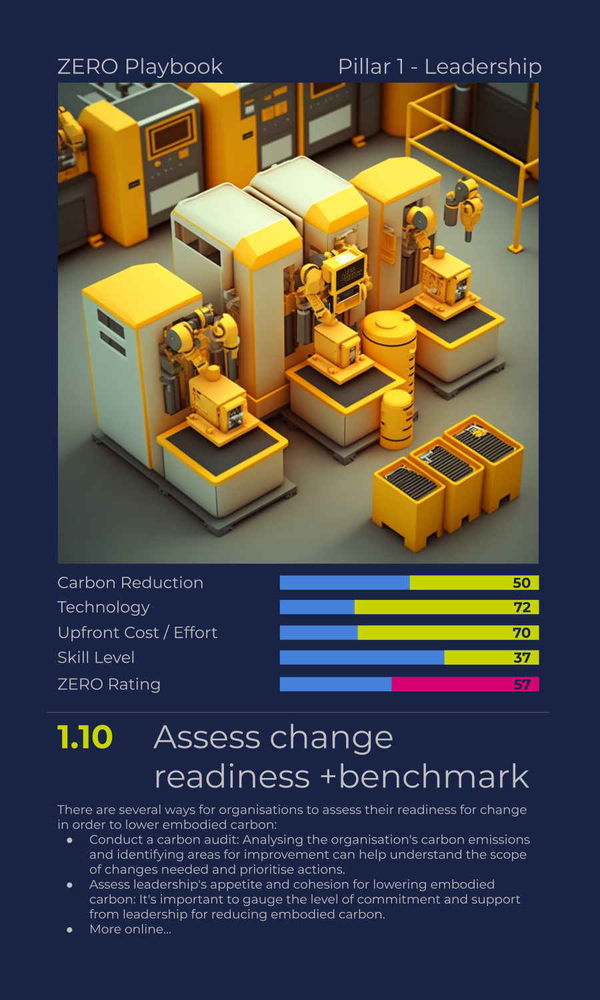 ZERO Playbook
Pillar 1 - Leadership
Carbon Reduction 50
Technology 72
Upfront Cost / Effort 70
Skill Level 37
ZERO Rating 57
1.10 Assess change
readiness +benchmark
There are several ways for organisations to assess their readiness for change
in order to lower embodied carbon:
● Conduct a carbon audit: Analysing the organisation's carbon emissions
and identifying areas for improvement can help understand the scope
of changes needed and prioritise actions.
● Assess leadership's appetite and cohesion for lowering embodied
carbon: It's important to gauge the level of commitment and support
from leadership for reducing embodied carbon.
● More online...